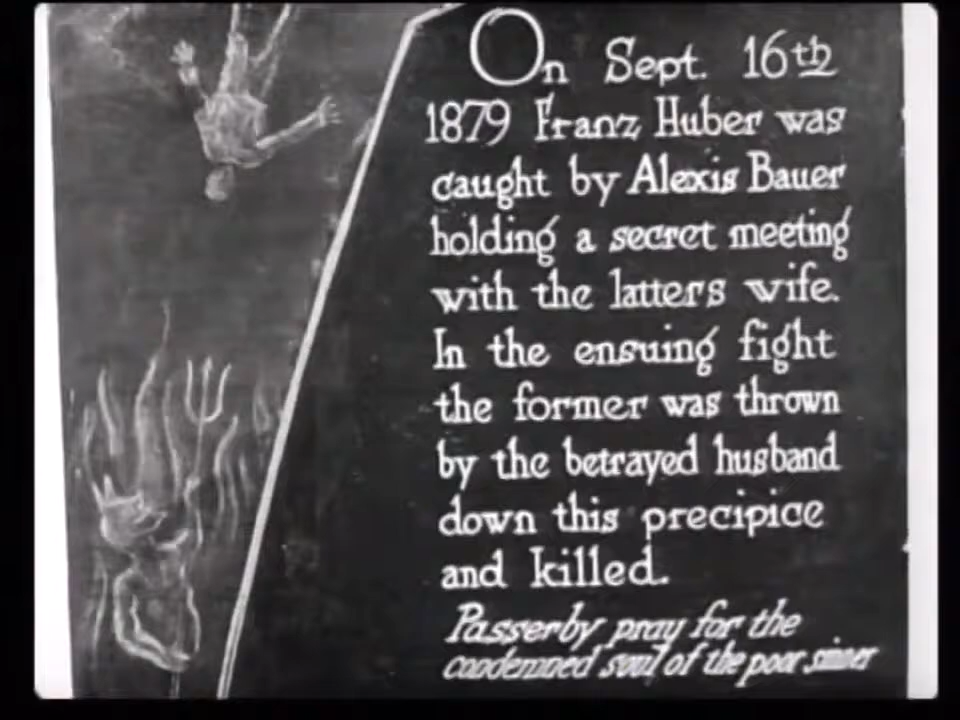 On Sept. 16th
1879 Franz Huber was
caught by Alexis Bauer
holding a secret meeting
with the latters wife.
In the ensuing fight
the former was thrown
by the betrayed husband
down this precipice
and killed.
Passerby pray for the
condemned soul of the poor sinner